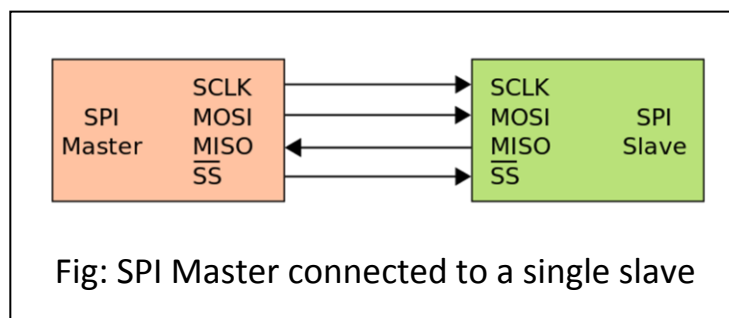 SCLK
MOSI
MISO
SS
SPI
Master
SCLK
MOSI
MISO
SS
SPI
Slave
Fig: SPI Master connected to a single slave